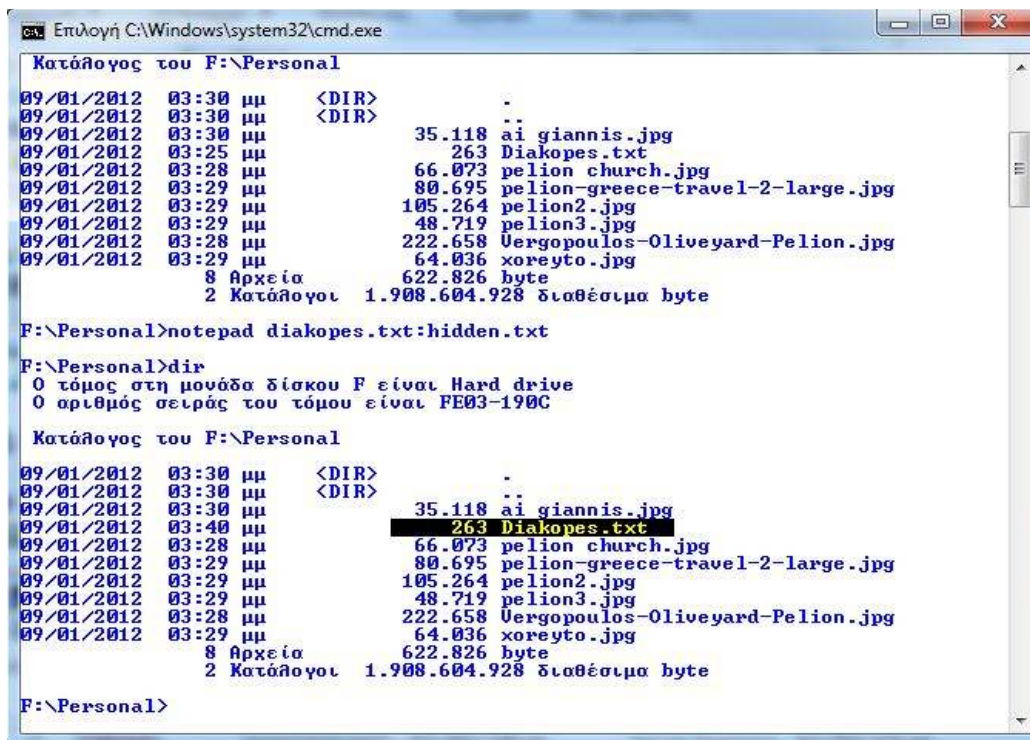 Επιλογή C:\Windows\system32\cmd.exe
Κατάλογος του F:\Personal
09/01/2012 03:30 μμ <DIR> .
09/01/2012 03:30 μμ <DIR> ..
09/01/2012 03:30 μμ 35.118 ai giannis.jpg
09/01/2012 03:25 μμ 263 Diakopes.txt
09/01/2012 03:28 μμ 66.073 pelion church.jpg
09/01/2012 03:29 μμ 80.695 pelion-greece-travel-2-large.jpg
09/01/2012 03:29 μμ 105.264 pelion2.jpg
09/01/2012 03:29 μμ 48.719 pelion3.jpg
09/01/2012 03:28 μμ 222.658 Vergopoulos-Oliveyard-Pelion.jpg
09/01/2012 03:29 μμ 64.036 xoreyto.jpg
8 Αρχεία 622.826 byte
2 Κατάλογοι 1.908.604.928 διαθέσιμα byte
F:\Personal>notepad diakopes.txt:hidden.txt
F:\Personal>dir
Ο τόμος στη μονάδα δίσκου F είναι Hard drive
Ο αριθμός σειράς του τόμου είναι FE03-190C
Κατάλογος του F:\Personal
09/01/2012 03:30 μμ <DIR> .
09/01/2012 03:30 μμ <DIR> ..
09/01/2012 03:30 μμ 35.118 ai giannis.jpg
09/01/2012 03:40 μμ 263 Diakopes.txt
09/01/2012 03:28 μμ 66.073 pelion church.jpg
09/01/2012 03:29 μμ 80.695 pelion-greece-travel-2-large.jpg
09/01/2012 03:29 μμ 105.264 pelion2.jpg
09/01/2012 03:29 μμ 48.719 pelion3.jpg
09/01/2012 03:28 μμ 222.658 Vergopoulos-Oliveyard-Pelion.jpg
09/01/2012 03:29 μμ 64.036 xoreyto.jpg
8 Αρχεία 622.826 byte
2 Κατάλογοι 1.908.604.928 διαθέσιμα byte
F:\Personal>